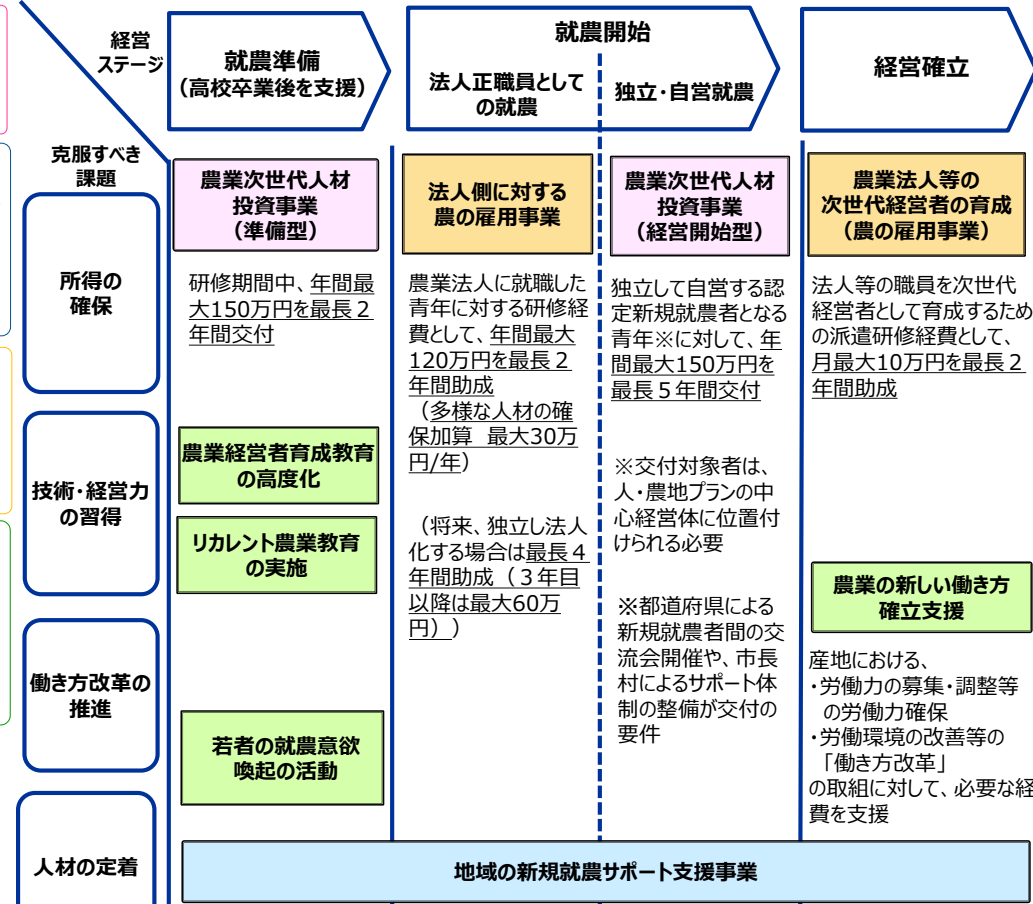 経営
ステージ
就農準備
（高校卒業後を支援）
就農開始
法人正職員として
の就農
独立・自営就農
経営確立
克服すべき
課題
所得の
確保
技術・経営力
の習得
働き方改革の
推進
人材の定着
農業次世代人材
投資事業
（準備型）
研修期間中、年間最
大150万円を最長２
年間交付
農業経営者育成教育
の高度化
リカレント農業教育
の実施
若者の就農意欲
喚起の活動
法人側に対する
農の雇用事業
農業法人に就職した
青年に対する研修経
費として、年間最大
120万円を最長２
年間助成
（多様な人材の確
保加算　最大30万
円/年）
（将来、独立し法人
化する場合は最長４
年間助成（３年目
以降は最大60万
円））
農業次世代人材
投資事業
（経営開始型）
独立して自営する認
定新規就農者となる
青年※に対して、年
間最大150万円を
最長５年間交付
※交付対象者は、
人・農地プランの中
心経営体に位置付
けられる必要
※都道府県による
新規就農者間の交
流会開催や、市長
村によるサポート体
制の整備が交付の
要件
農業法人等の
次世代経営者の育成
（農の雇用事業）
法人等の職員を次世代
経営者として育成するため
の派遣研修経費として、
月最大10万円を最長２
年間助成
農業の新しい働き方
確立支援
産地における、
・労働力の募集・調整等
の労働力確保
・労働環境の改善等の
「働き方改革」
の取組に対して、必要な経
費を支援
地域の新規就農サポート支援事業